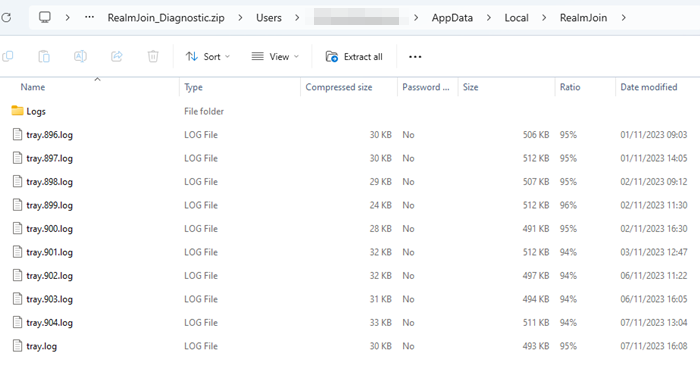 RealmJoin_Diagnostic.zip > Users > > AppData > Local > RealmJoin >
Sort View Extract all
Name Type Compressed size Password ... Size Ratio Date modified
Logs File folder
tray.896.log LOG File 30 KB No 506 KB 95% 01/11/2023 09:03
tray.897.log LOG File 30 KB No 512 KB 95% 01/11/2023 14:05
tray.898.log LOG File 29 KB No 507 KB 95% 02/11/2023 09:12
tray.899.log LOG File 24 KB No 512 KB 96% 02/11/2023 11:30
tray.900.log LOG File 28 KB No 491 KB 95% 02/11/2023 16:30
tray.901.log LOG File 32 KB No 512 KB 94% 03/11/2023 12:47
tray.902.log LOG File 32 KB No 497 KB 94% 06/11/2023 11:22
tray.903.log LOG File 31 KB No 494 KB 94% 06/11/2023 16:05
tray.904.log LOG File 33 KB No 511 KB 94% 07/11/2023 13:04
tray.log LOG File 30 KB No 493 KB 95% 07/11/2023 16:08